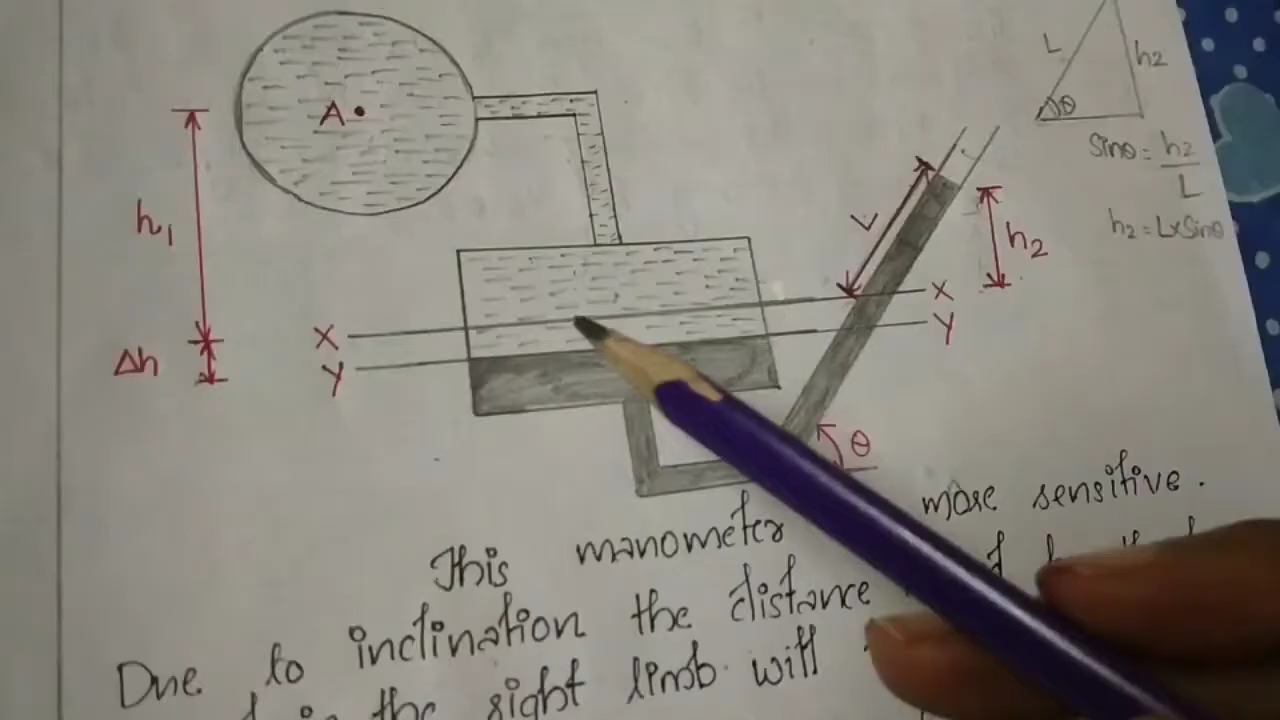 L
h2
θ
Sinθ = h2
L
h2 = L×Sinθ
A
h1
L
h2
X
X
Δh
Y
Y
θ
This manometer more sensitive.
Due to inclination the distance
in the right limb will